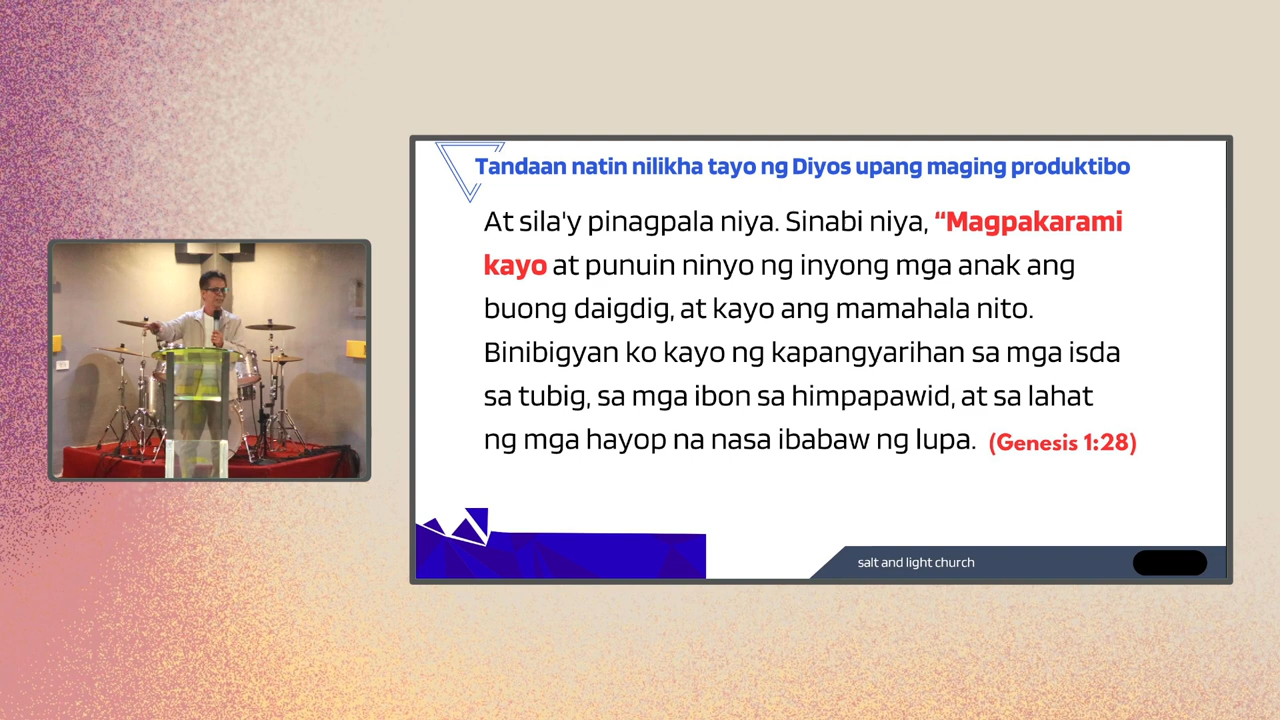 Tandaan natin nilikha tayo ng Diyos upang maging produktibo
At sila'y pinagpala niya. Sinabi niya, “Magpakarami
kayo at punuin ninyo ng inyong mga anak ang
buong daigdig, at kayo ang mamahala nito.
Binibigyan ko kayo ng kapangyarihan sa mga isda
sa tubig, sa mga ibon sa himpapawid, at sa lahat
ng mga hayop na nasa ibabaw ng lupa. (Genesis 1:28)
salt and light church